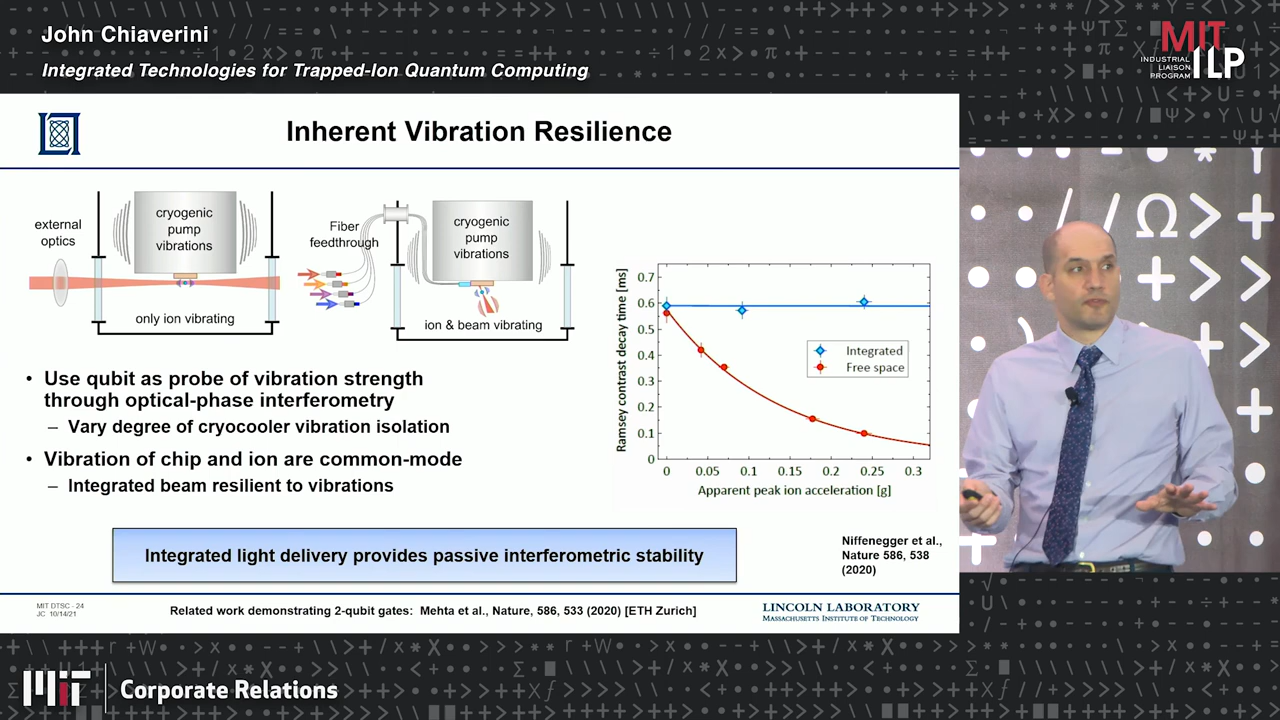 John Chiaverini
Integrated Technologies for Trapped-Ion Quantum Computing
MIT
ILP
INDUSTRIAL
LIAISON
PROGRAM
Inherent Vibration Resilience
external
optics
cryogenic
pump
vibrations
only ion vibrating
Fiber
feedthrough
cryogenic
pump
vibrations
ion & beam vibrating
• Use qubit as probe of vibration strength
through optical-phase interferometry
– Vary degree of cryocooler vibration isolation
• Vibration of chip and ion are common-mode
– Integrated beam resilient to vibrations
Ramsey contrast decay time [ms]
0.7
0.6
0.5
0.4
0.3
0.2
0.1
0
Integrated
Free space
0 0.05 0.1 0.15 0.2 0.25 0.3
Apparent peak ion acceleration [g]
Integrated light delivery provides passive interferometric stability
Niffenegger et al.,
Nature 586, 538
(2020)
MIT DTSC - 24
JC 10/14/21
Related work demonstrating 2-qubit gates: Mehta et al., Nature, 586, 533 (2020) [ETH Zurich]
LINCOLN LABORATORY
MASSACHUSETTS INSTITUTE OF TECHNOLOGY
MIT
Corporate Relations